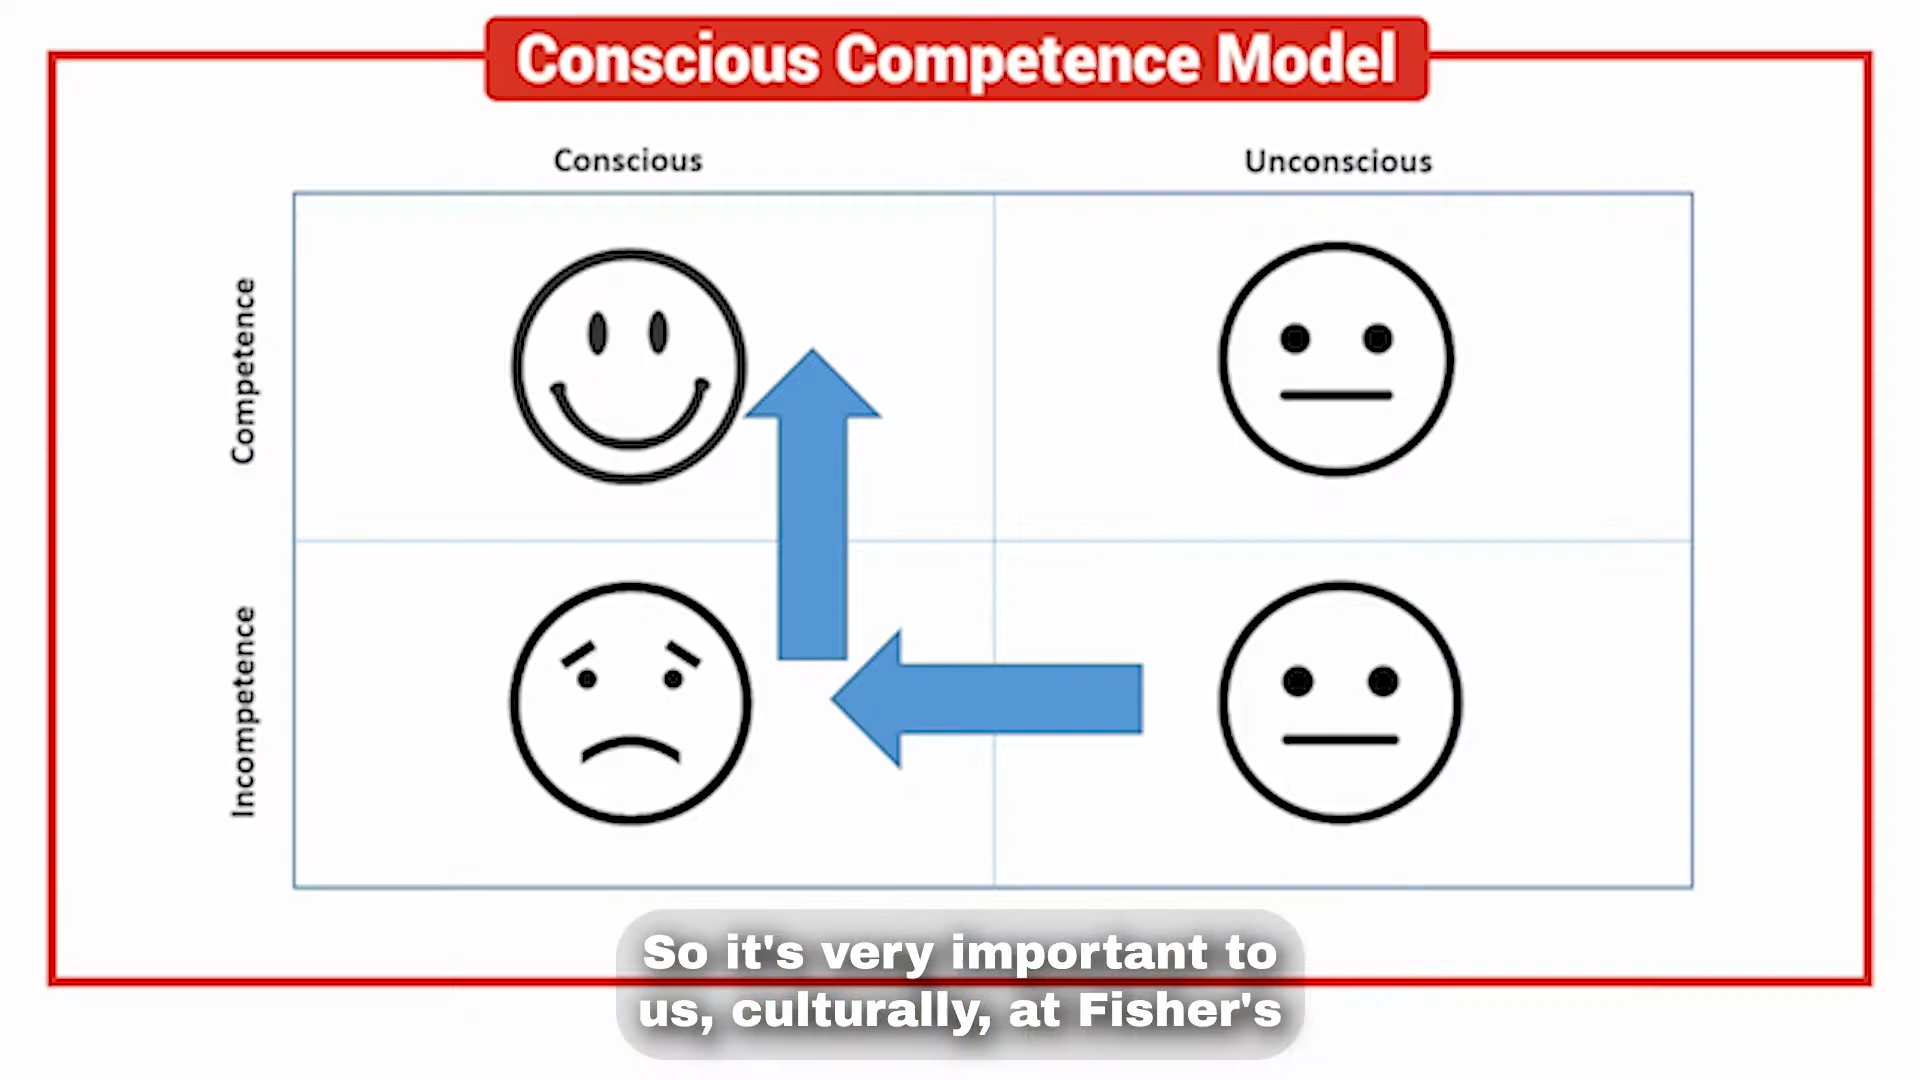 Conscious Competence Model
Conscious
Unconscious
Competence
Incompetence
So it's very important to
us, culturally, at Fisher's